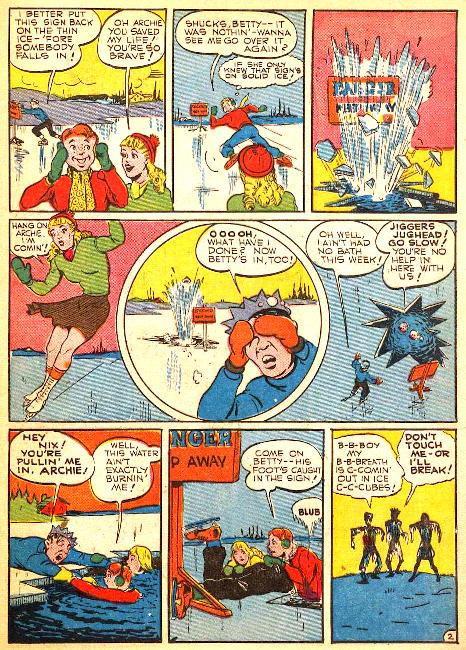 I BETTER PUT
THIS SIGN BACK
ON THE THIN
ICE--'FORE
SOMEBODY
FALLS IN!
OH ARCHIE
YOU SAVED
MY LIFE!
YOU'RE SO
BRAVE!
SHUCKS, BETTY--IT
WAS NOTHIN'-WANNA
SEE ME GO OVER IT
AGAIN?
IF SHE ONLY
KNEW THAT SIGN'S
ON SOLID ICE!
DANGER
HANG ON
ARCHIE
I'M
COMIN'!
OOOOH,
WHAT HAVE I
DONE? NOW
BETTY'S IN, TOO!
OH WELL,
I AIN'T HAD
NO BATH
THIS WEEK!
JIGGERS
JUGHEAD!
GO SLOW!
YOU'RE NO
HELP IN
HERE WITH
US!
HEY
NIX!
YOU'RE
PULLIN' ME
IN, ARCHIE!
WELL,
THIS WATER
AIN'T
EXACTLY
BURNIN'
ME!
NGER
P AWAY
COME ON
BETTY--HIS
FOOT'S CAUGHT
IN THE SIGN!
BLUB
B-B-BOY
MY
B-B-BREATH
IS C-COMIN'
OUT IN ICE
C-C-CUBES!
DON'T
TOUCH
ME-OR
I'LL
BREAK!
2